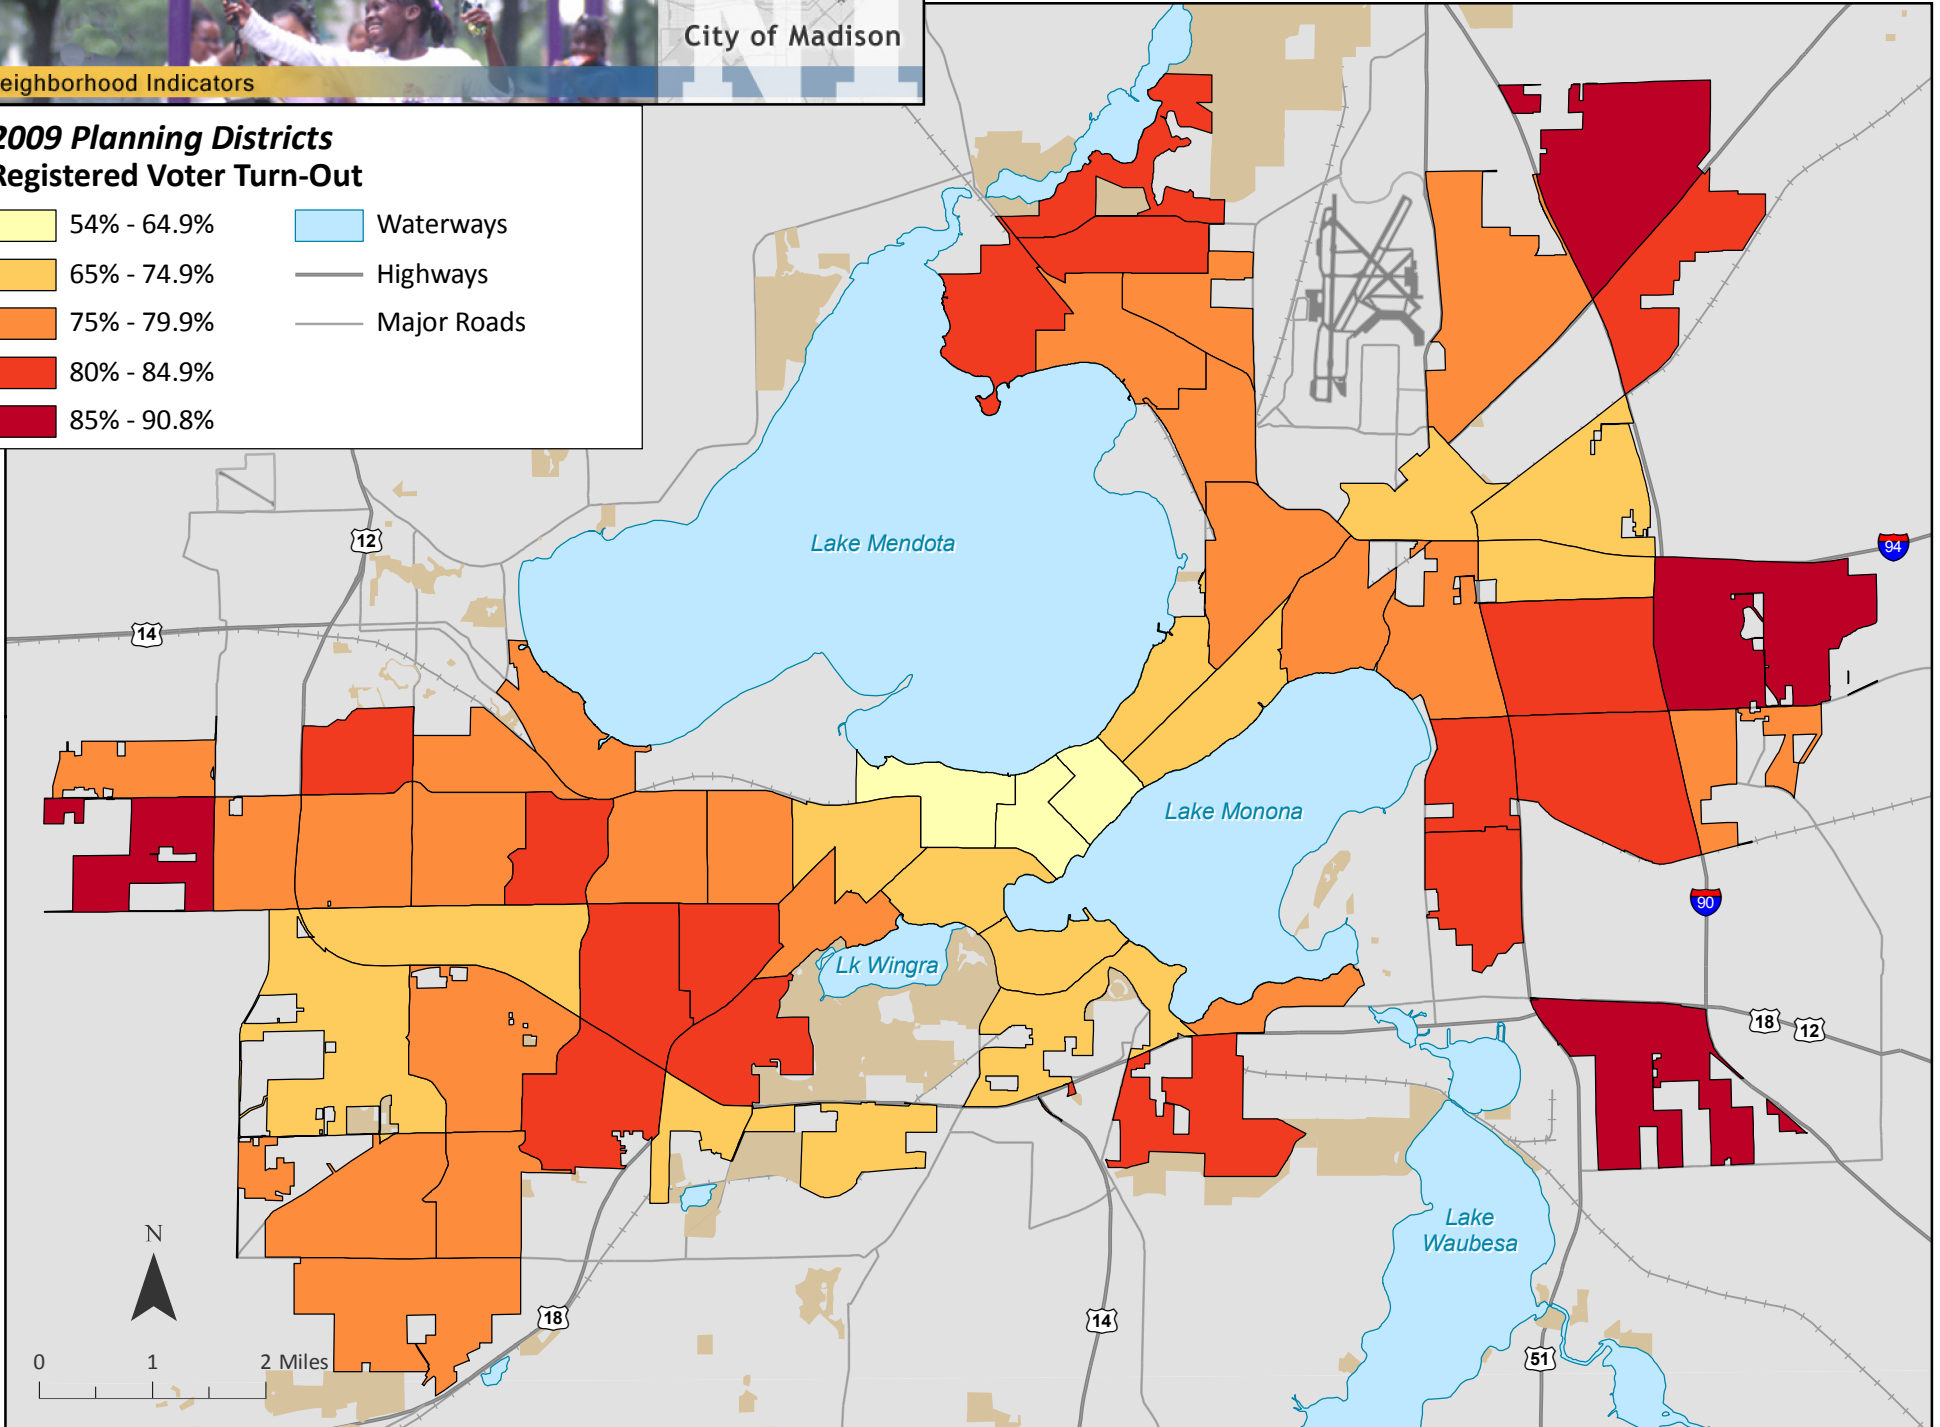 City of Madison
eighborhood Indicators
2009 Planning Districts
Registered Voter Turn-Out
54% - 64.9%
Waterways
65% - 74.9%
Highways
75% - 79.9%
Major Roads
80% - 84.9%
85% - 90.8%
12
Lake Mendota
94
14
Lake Monona
90
Lk Wingra
18
12
Lake
Waubesa
N
18
14
51
0
1
2 Miles